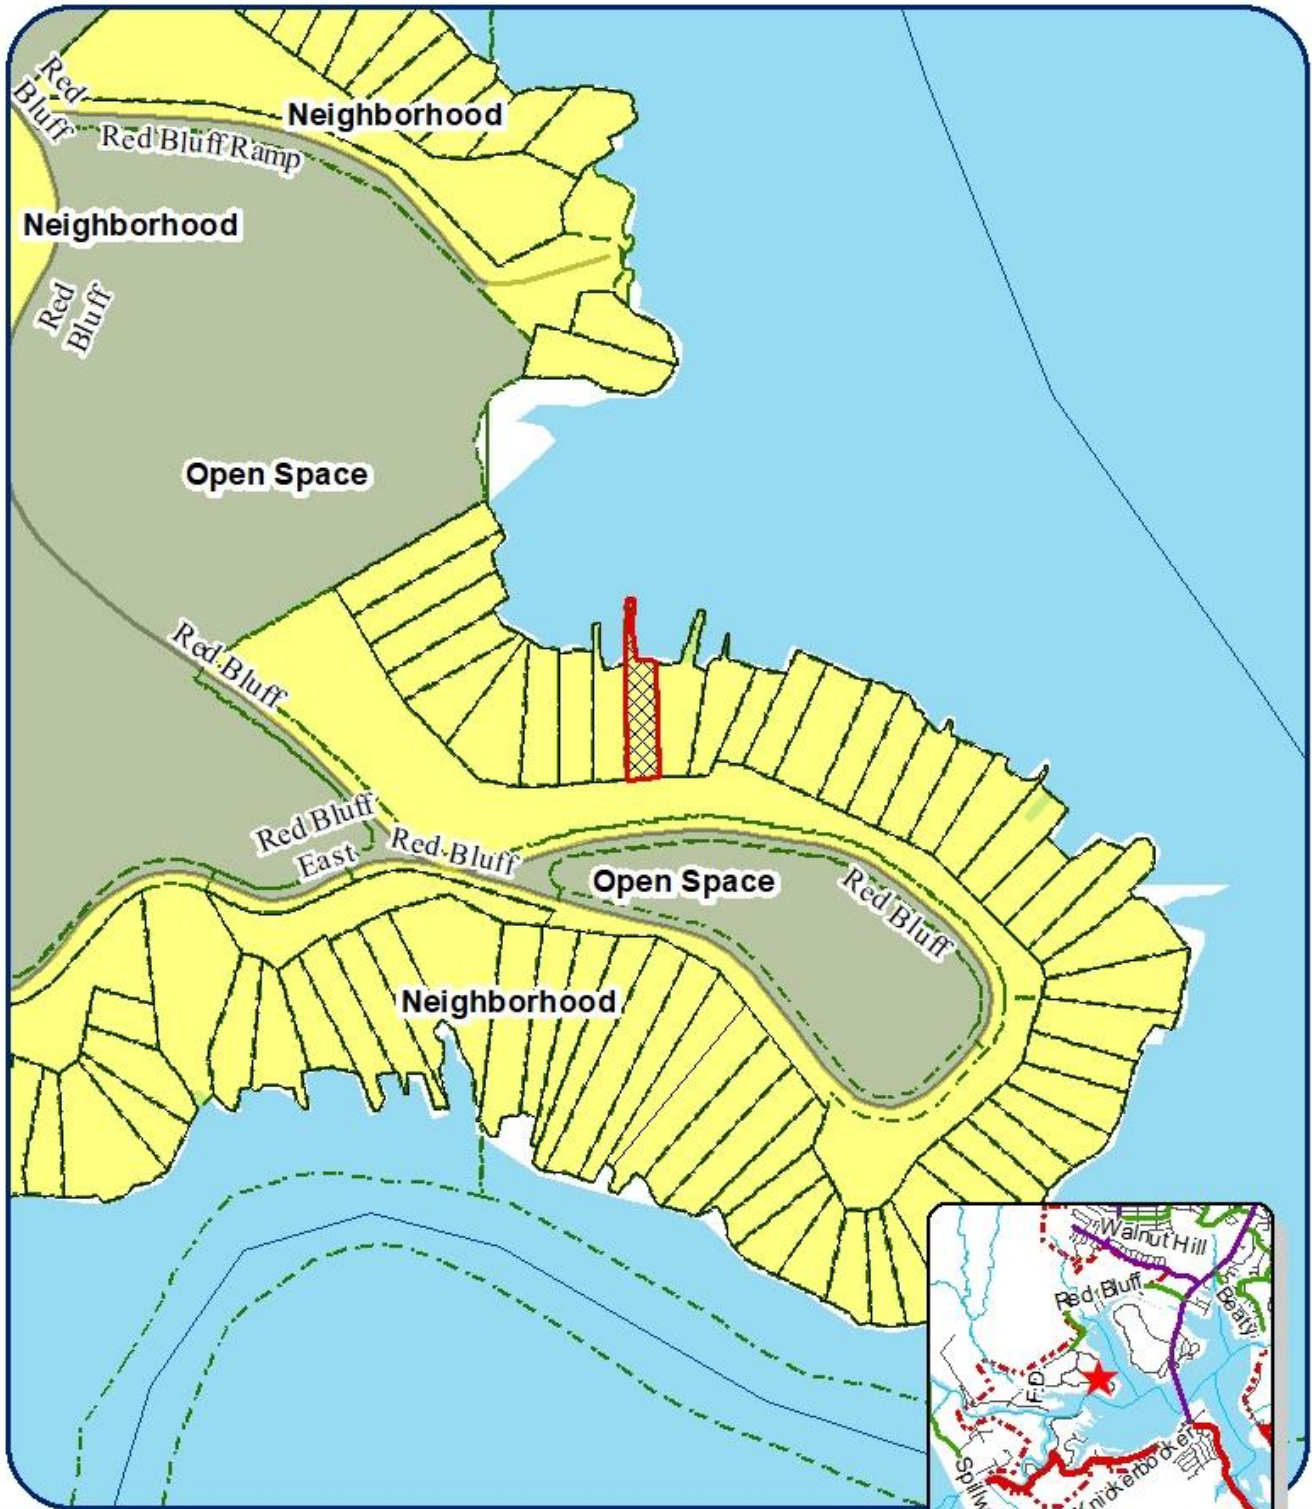 Red
Bluff
Neighborhood
Red Bluff Ramp
Neighborhood
Red
Bluff
Open Space
Red Bluff
Red Bluff
East
Red Bluff
Open Space
Red Bluff
Neighborhood
Walnut Hill
Red Bluff
Beaty
F.D.
Knickerbocker
Spillw